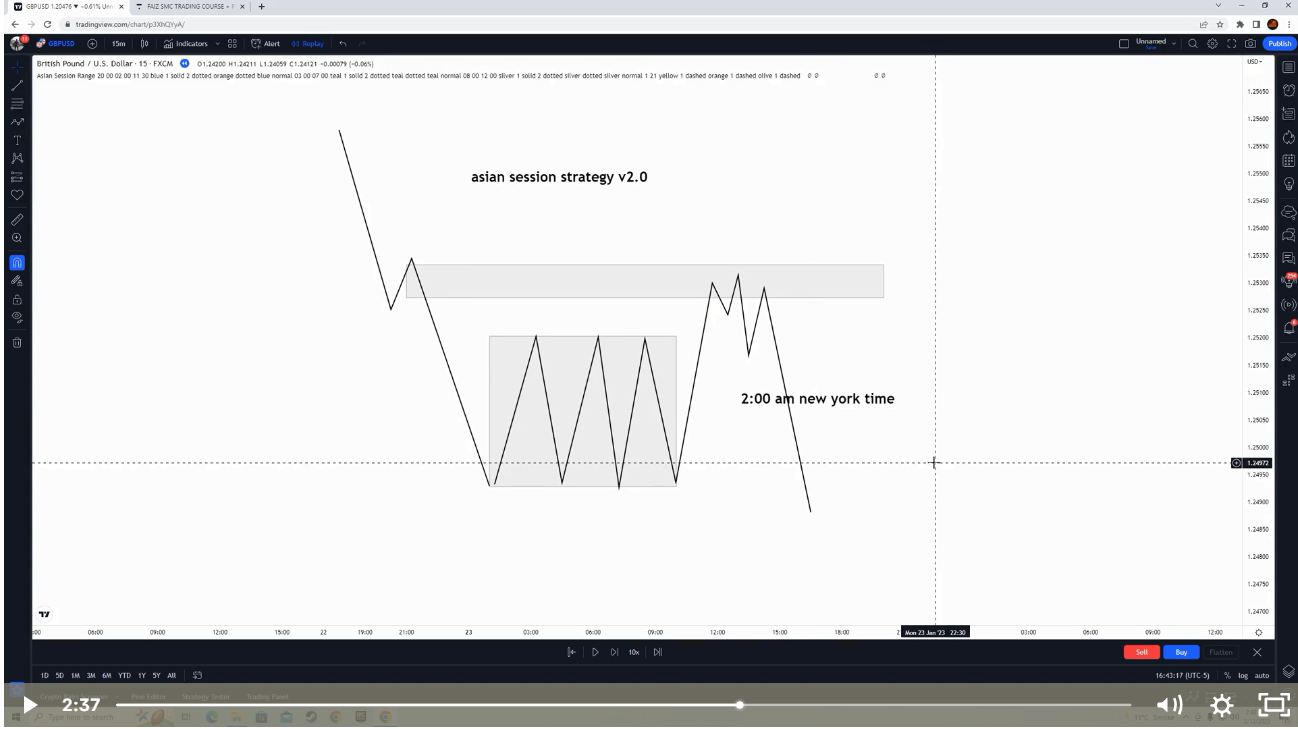 GBPUSD 1.20476 ▼ −0.61% Unn
FAIZ.SMC TRADING COURSE
tradingview.com/chart/p3XhQYyA/
GBPUSD
15m
Indicators
Alert
Replay
Unnamed
Save
Publish
British Pound / U.S. Dollar · 15 · FXCM
O1.24200 H1.24211 L1.24059 C1.24121 −0.00079 (−0.06%)
USD
Asian Session Range 20 00 02 00 11 30 blue 1 solid 2 dotted orange dotted blue normal 03 00 07 00 teal 1 solid 2 dotted teal dotted teal normal 08 00 12 00 silver 1 solid 2 dotted silver dotted silver normal 1 21 yellow 1 dashed orange 1 dashed olive 1 dashed
1.25650
1.25600
1.25550
asian session strategy v2.0
1.25500
1.25450
1.25400
1.25350
1.25300
1.25250
1.25200
1.25150
1.25100
2:00 am new york time
1.25050
1.25000
1.24972
1.24950
1.24900
1.24850
1.24800
1.24750
1.24700
:00 06:00 09:00 12:00 15:00 22 19:00 21:00 23 03:00 06:00 09:00 12:00 15:00 18:00 Mon 23 Jan '23 22:30 03:00 06:00 09:00 12:00
10x
Sell
Buy
Flatten
1D 5D 1M 3M 6M YTD 1Y 5Y All
16:43:17 (UTC-5)
% log auto
Pine Editor
Strategy Tester
Trading Panel
2:37
Type here to search